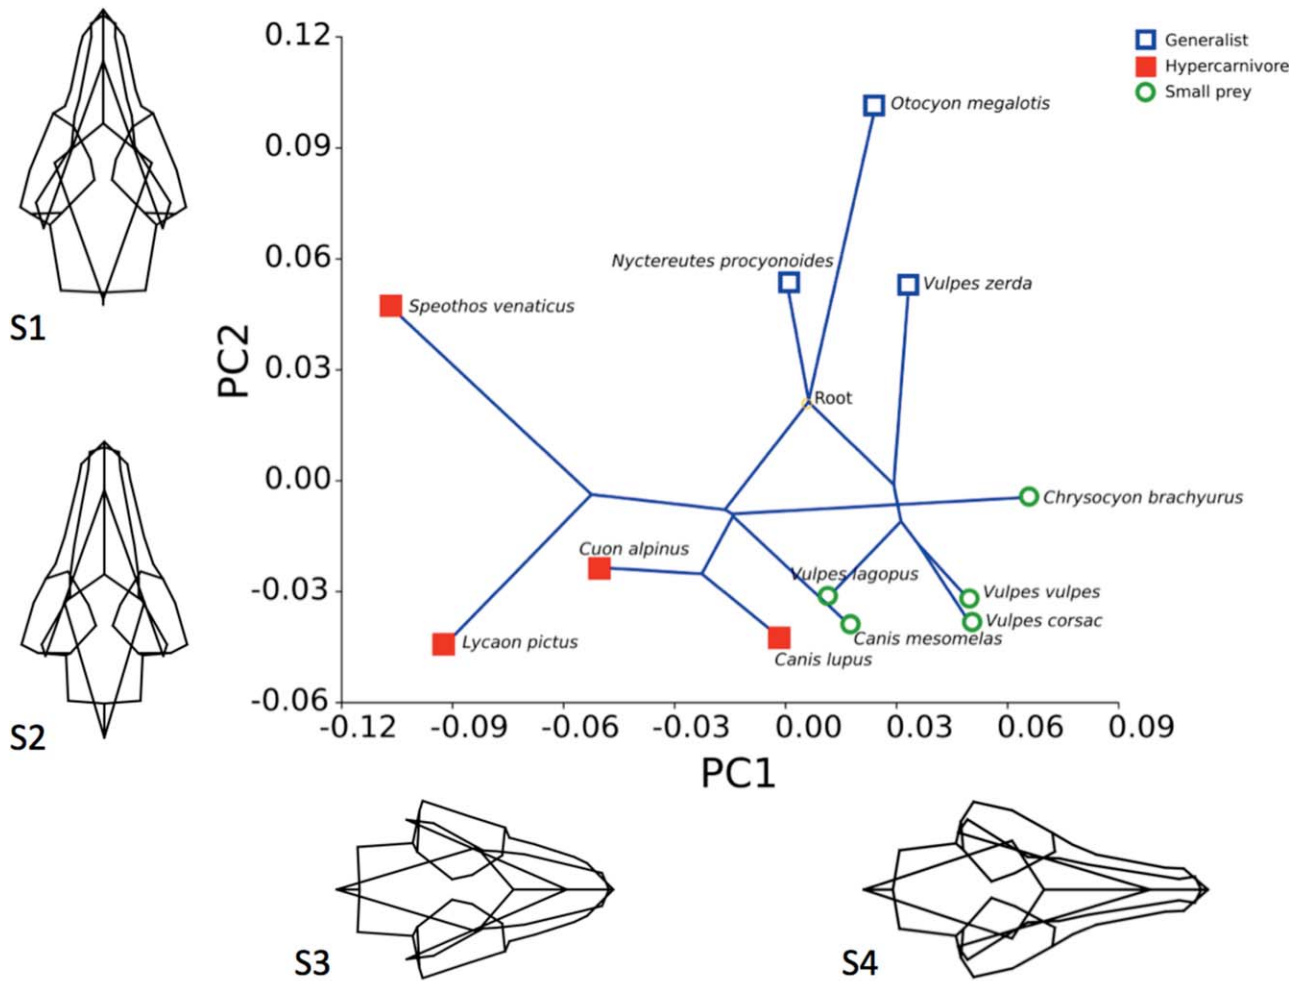 0.12
0.09
0.06
0.03
0.00
-0.03
-0.06
PC2
Generalist
Hypercarnivore
Small prey
Otocyon megalotis
Nyctereutes procyonoides
Vulpes zerda
Speothos venaticus
Root
Chrysocyon brachyurus
Cuon alpinus
Vulpes lagopus
Vulpes vulpes
Vulpes corsac
Canis mesomelas
Lycaon pictus
Canis lupus
-0.12 -0.09 -0.06 -0.03 0.00 0.03 0.06 0.09
PC1
S1
S2
S3
S4